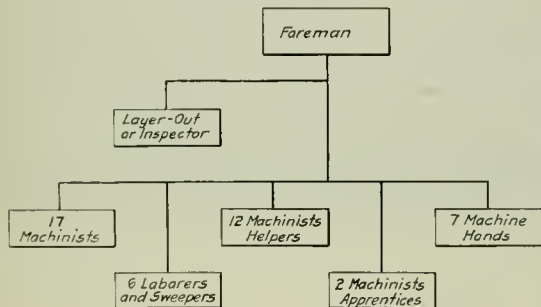 Foreman
Layer-Out
or Inspector
17
Machinists
12 Machinists
Helpers
7 Machine
Hands
6 Labarers
and Sweepers
2 Machinists
Apprentices